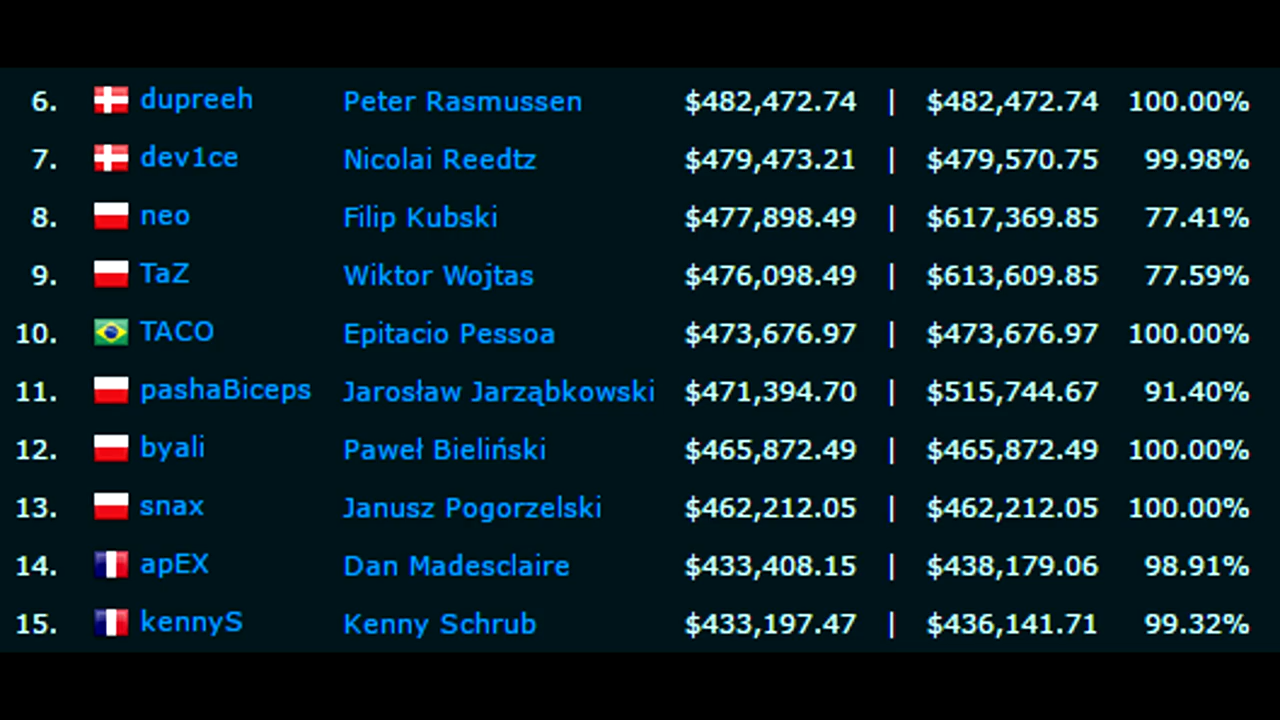 6. dupreeh Peter Rasmussen $482,472.74 | $482,472.74 100.00%
7. dev1ce Nicolai Reedtz $479,473.21 | $479,570.75 99.98%
8. neo Filip Kubski $477,898.49 | $617,369.85 77.41%
9. TaZ Wiktor Wojtas $476,098.49 | $613,609.85 77.59%
10. TACO Epitacio Pessoa $473,676.97 | $473,676.97 100.00%
11. pashaBiceps Jarosław Jarząbkowski $471,394.70 | $515,744.67 91.40%
12. byali Paweł Bieliński $465,872.49 | $465,872.49 100.00%
13. snax Janusz Pogorzelski $462,212.05 | $462,212.05 100.00%
14. apEX Dan Madesclaire $433,408.15 | $438,179.06 98.91%
15. kennyS Kenny Schrub $433,197.47 | $436,141.71 99.32%